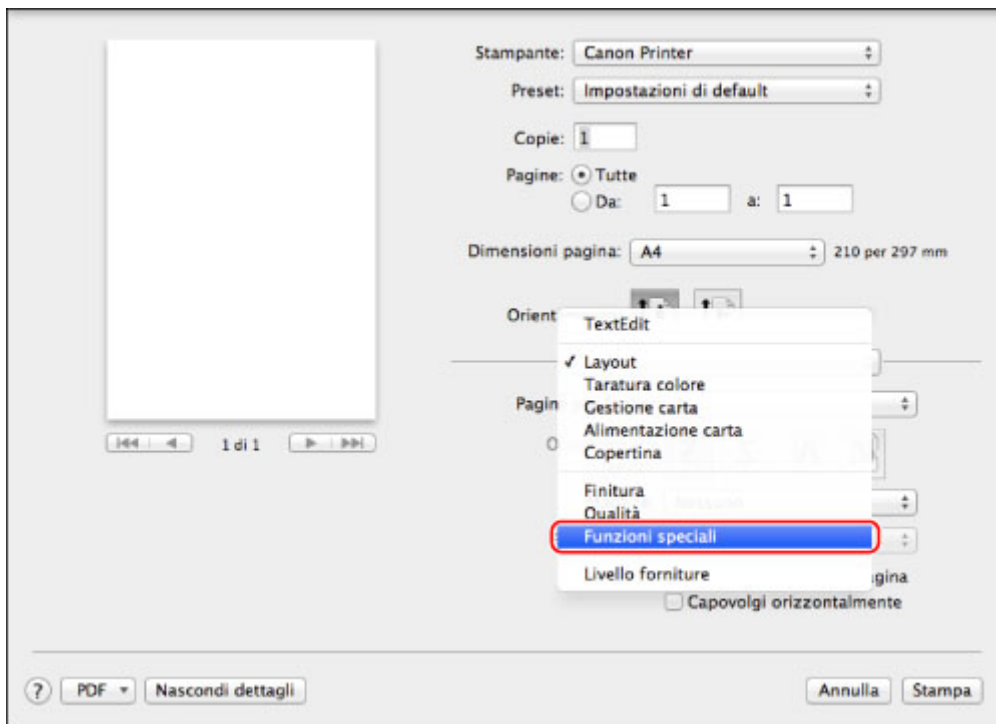 Stampante: Canon Printer
Preset: Impostazioni di default
Copie: 1
Pagine: Tutte
Da: 1 a: 1
Dimensioni pagina: A4 210 per 297 mm
Orient
TextEdit
✓ Layout
Taratura colore
Pagin
Gestione carta
Alimentazione carta
1 di 1
O
Copertina
Finitura
Qualità
Funzioni speciali
Livello forniture
agina
Capovolgi orizzontalmente
? PDF Nascondi dettagli Annulla Stampa